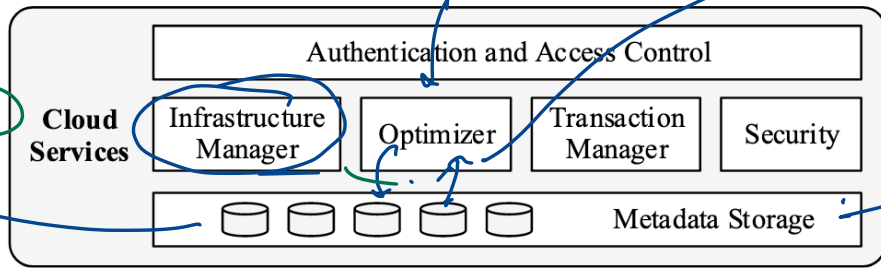 Authentication and Access Control
Cloud
Services
Infrastructure
Manager
Optimizer
Transaction
Manager
Security
Metadata Storage